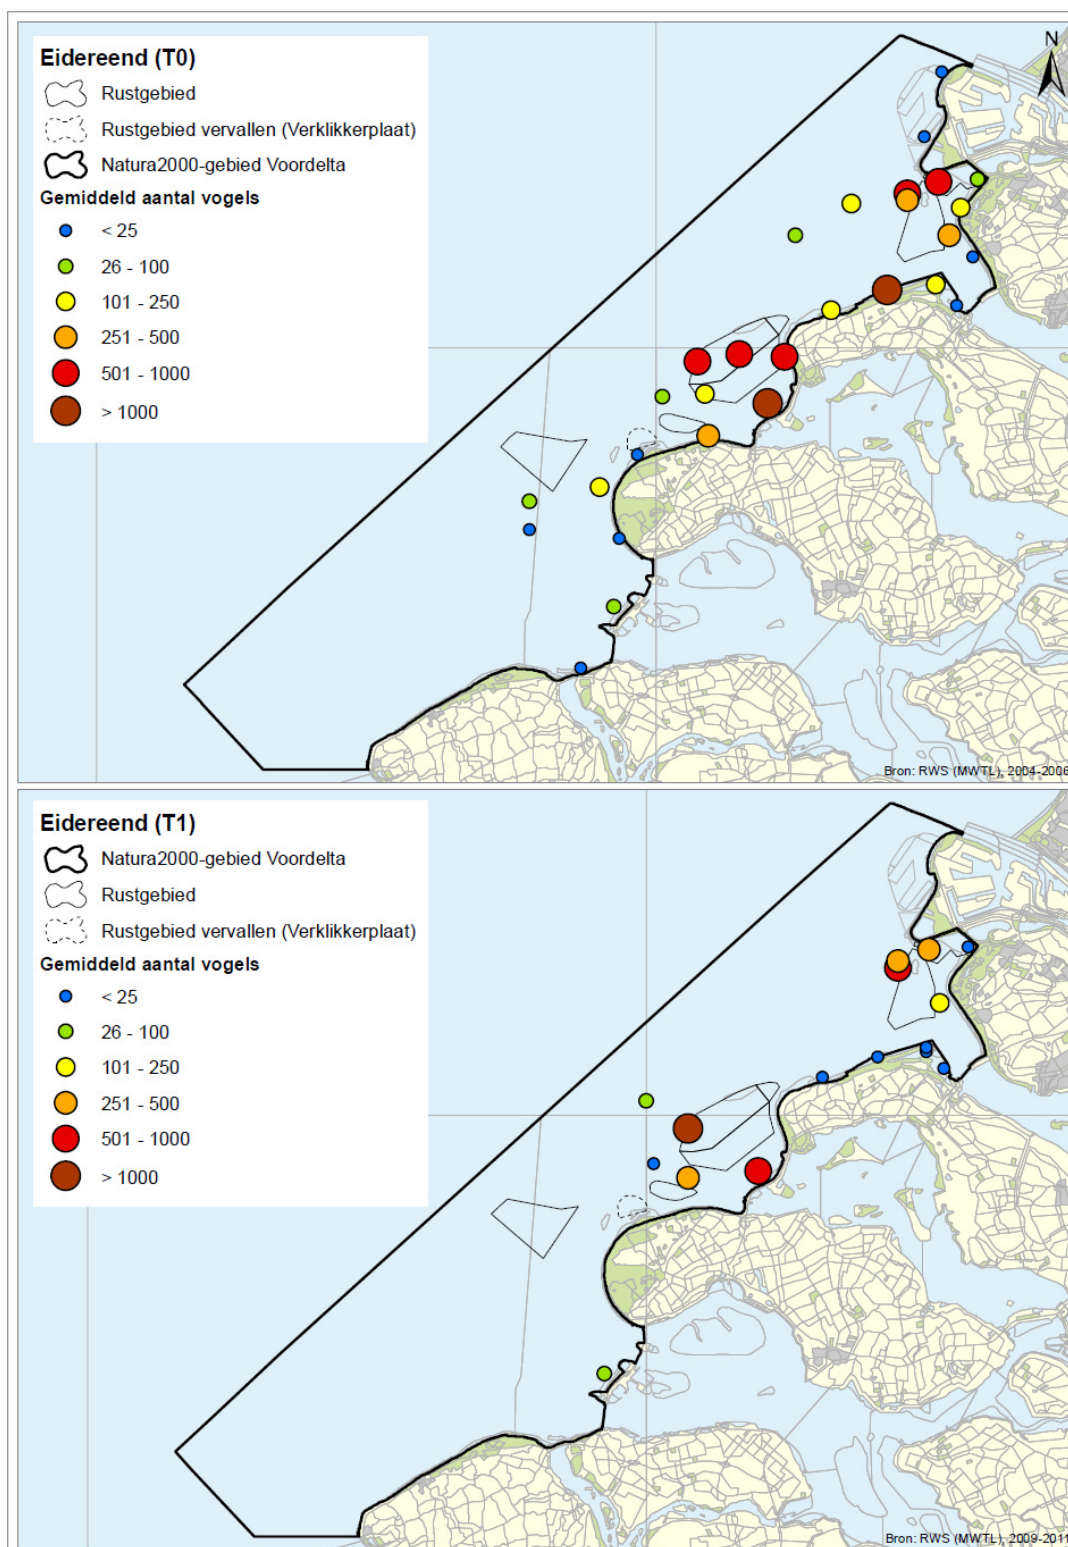 Eidereend (T0)
Rustgebied
Rustgebied vervallen (Verklikkerplaat)
Natura2000-gebied Voordelta
Gemiddeld aantal vogels
< 25
26 - 100
101 - 250
251 - 500
501 - 1000
> 1000
N
Bron: RWS (MWTL), 2004-2006
Eidereend (T1)
Natura2000-gebied Voordelta
Rustgebied
Rustgebied vervallen (Verklikkerplaat)
Gemiddeld aantal vogels
< 25
26 - 100
101 - 250
251 - 500
501 - 1000
> 1000
Bron: RWS (MWTL), 2009-2011